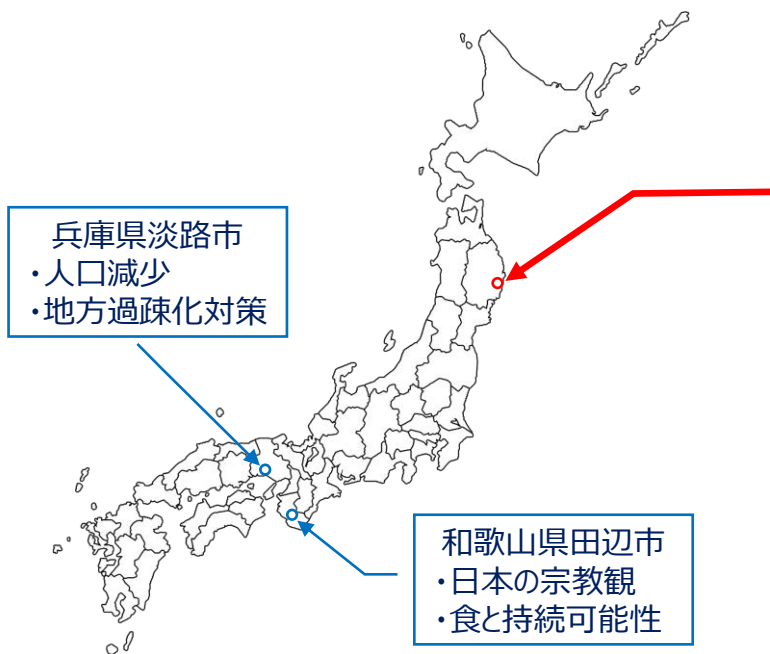 兵庫県淡路市
・人口減少
・地方過疎化対策
和歌山県田辺市
・日本の宗教観
・食と持続可能性